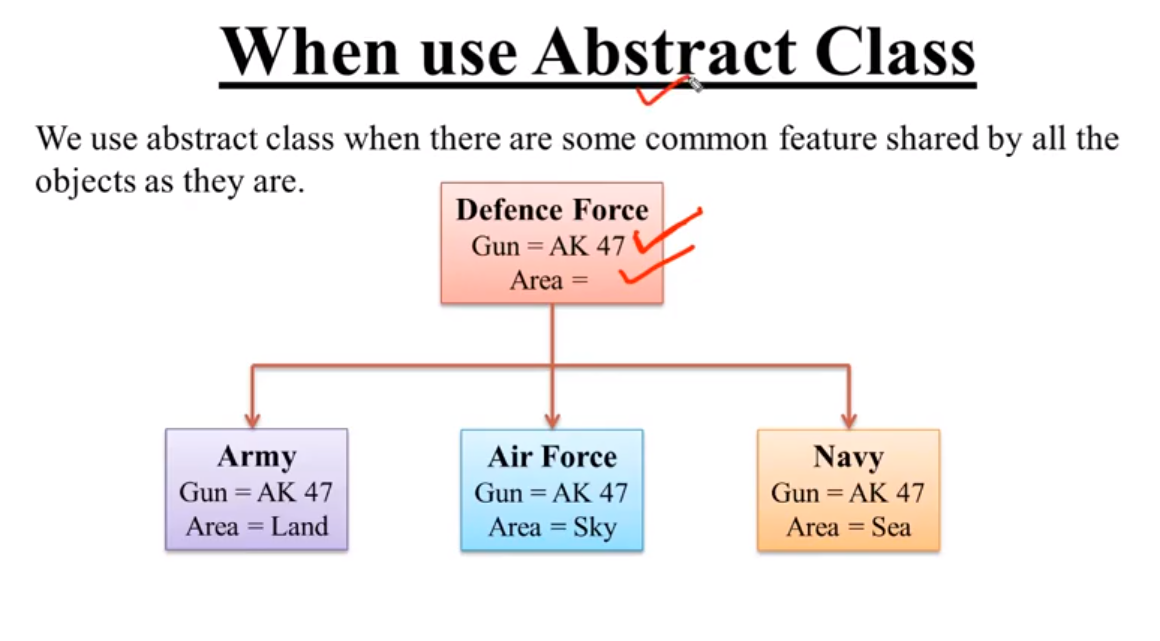 When use Abstract Class
We use abstract class when there are some common feature shared by all the
objects as they are.
Defence Force
Gun = AK 47
Area =
Army
Gun = AK 47
Area = Land
Air Force
Gun = AK 47
Area = Sky
Navy
Gun = AK 47
Area = Sea